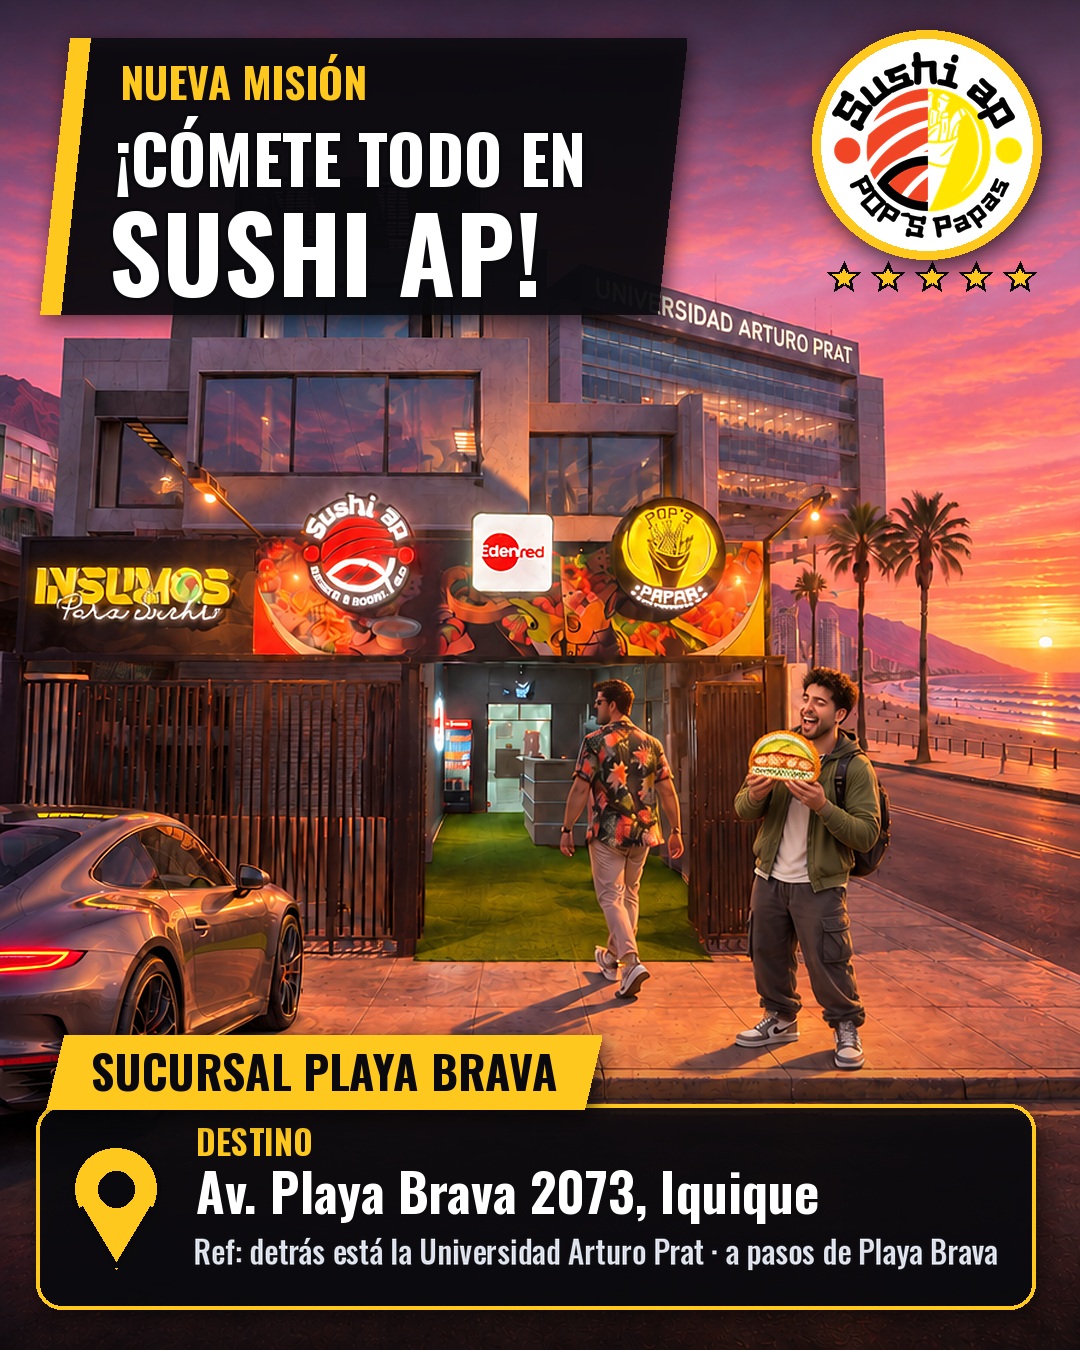 NUEVA MISIÓN
¡CÓMETE TODO EN
SUSHI AP!
Sushi ap
POP'S Papas
UNIVERSIDAD ARTURO PRAT
Sushi ap
Edenred
POP'S
PAPAS
INSUMOS
Para Sushi
SUCURSAL PLAYA BRAVA
DESTINO
Av. Playa Brava 2073, Iquique
Ref: detrás está la Universidad Arturo Prat · a pasos de Playa Brava